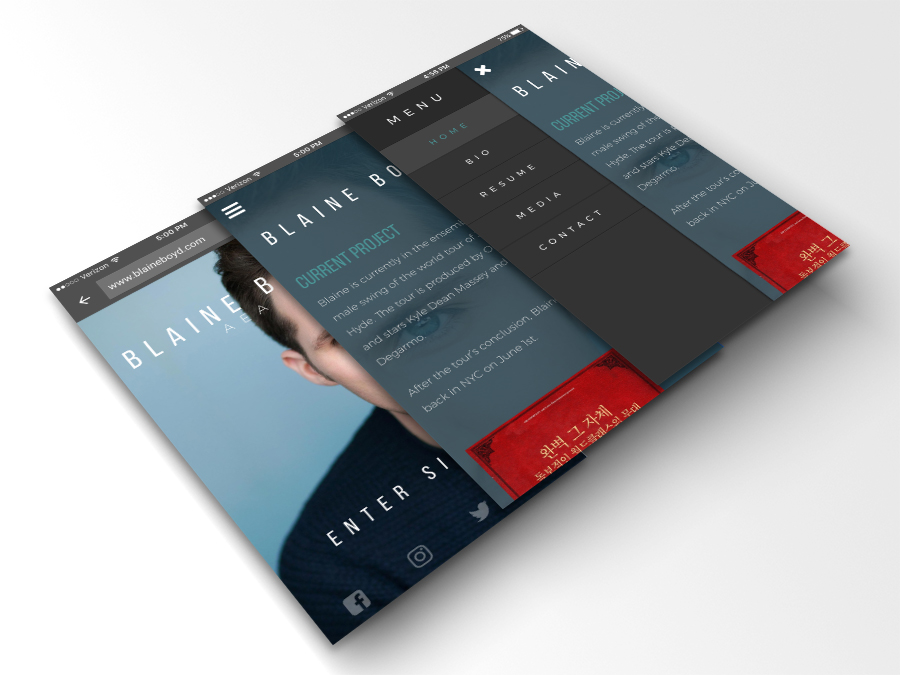 ●●○○○ Verizon
5:00 PM
www.blaineboyd.com
BLAINE B
AEA
ENTER SI
●●●○○ Verizon
5:00 PM
BLAINE BO
CURRENT PROJECT
Blaine is currently in the ensem
male swing of the world tour of
Hyde. The tour is produced by O
and stars Kyle Dean Massey and
Degarmo.
After the tour's conclusion, Blain
back in NYC on June 1st.
완벽 그 자체
●●●○○ Verizon
4:58 PM
25%
MENU
HOME
BIO
RESUME
MEDIA
CONTACT
BLAIN
CURRENT PROJ
Blaine is currently
male swing of the
Hyde. The tour is
and stars Kyle De
Degarmo.
After the tour's co
back in NYC on Ju
완벽 그